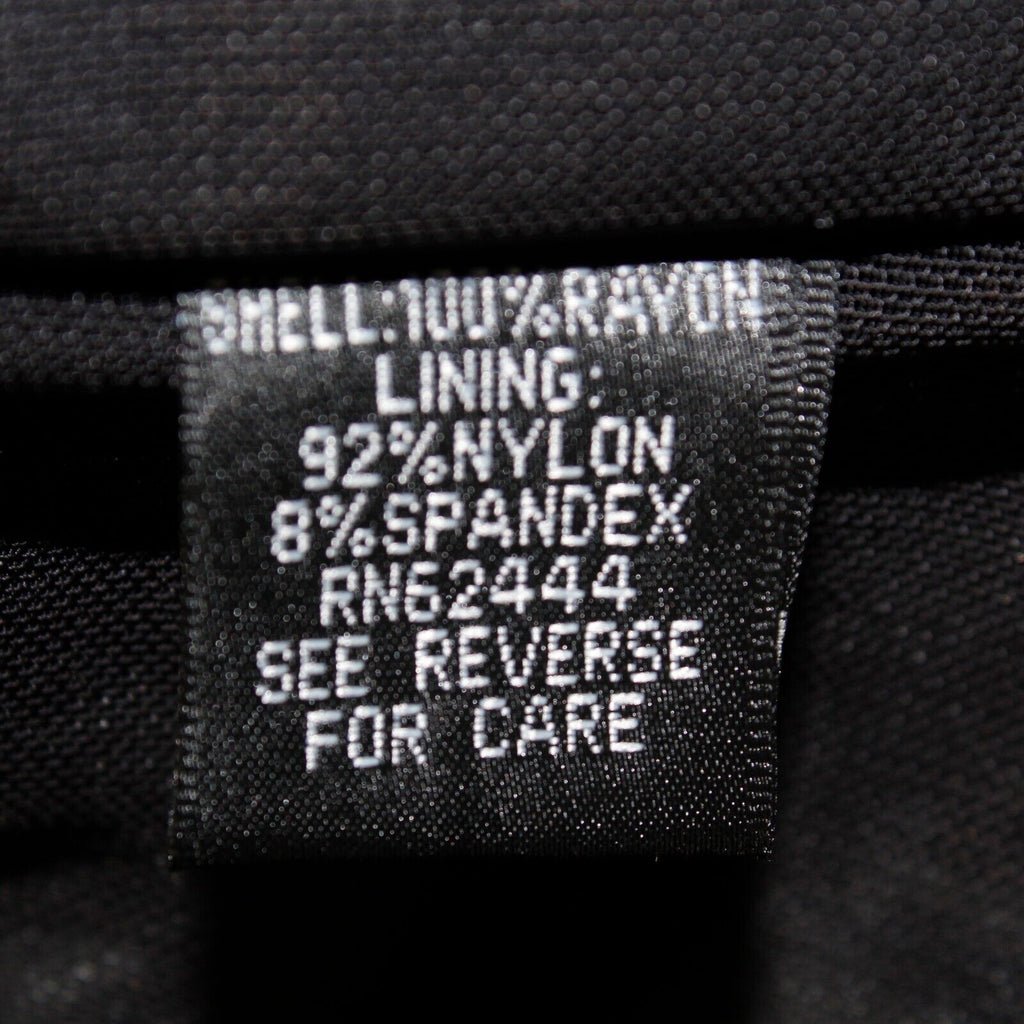 SHELL:100%RAYON
LINING:
92%NYLON
8%SPANDEX
RN62444
SEE REVERSE
FOR CARE